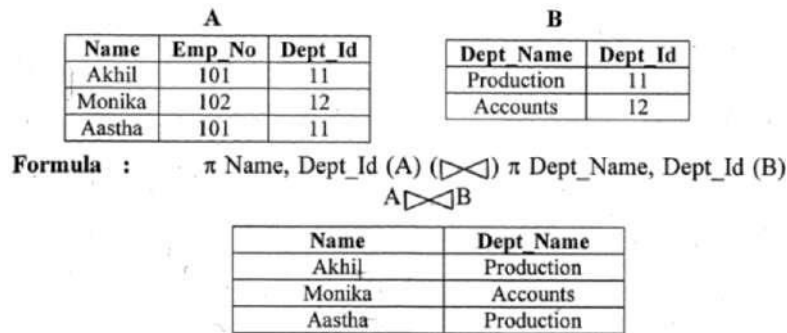 A
Name Emp_No Dept_Id
Akhil 101 11
Monika 102 12
Aastha 101 11
B
Dept_Name Dept_Id
Production 11
Accounts 12
Formula : π Name, Dept_Id (A) (⋈) π Dept_Name, Dept_Id (B)
A⋈B
Name Dept_Name
Akhil Production
Monika Accounts
Aastha Production